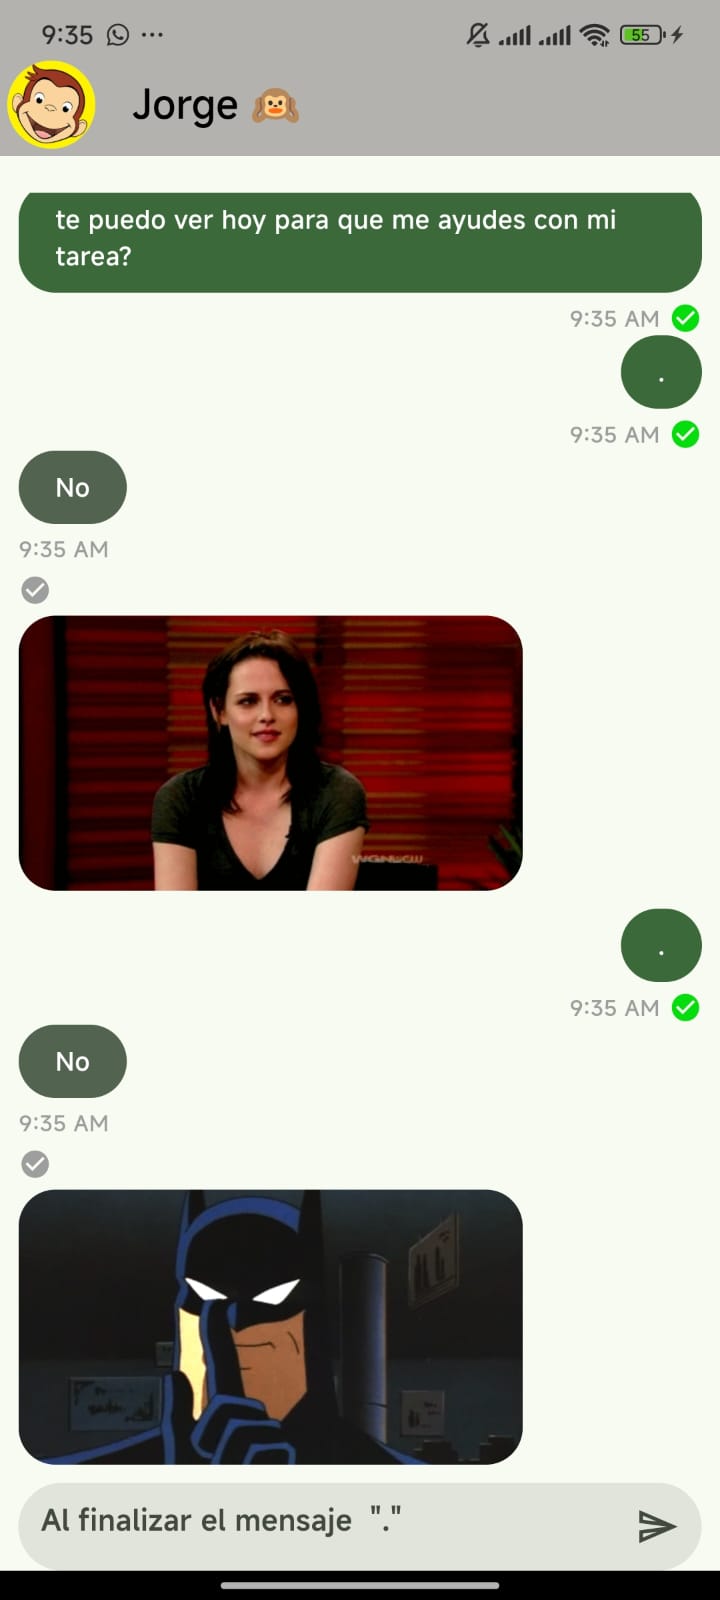 9:35
55
Jorge 🙉
te puedo ver hoy para que me ayudes con mi
tarea?
9:35 AM
.
9:35 AM
No
9:35 AM
.
9:35 AM
No
9:35 AM
Al finalizar el mensaje "."